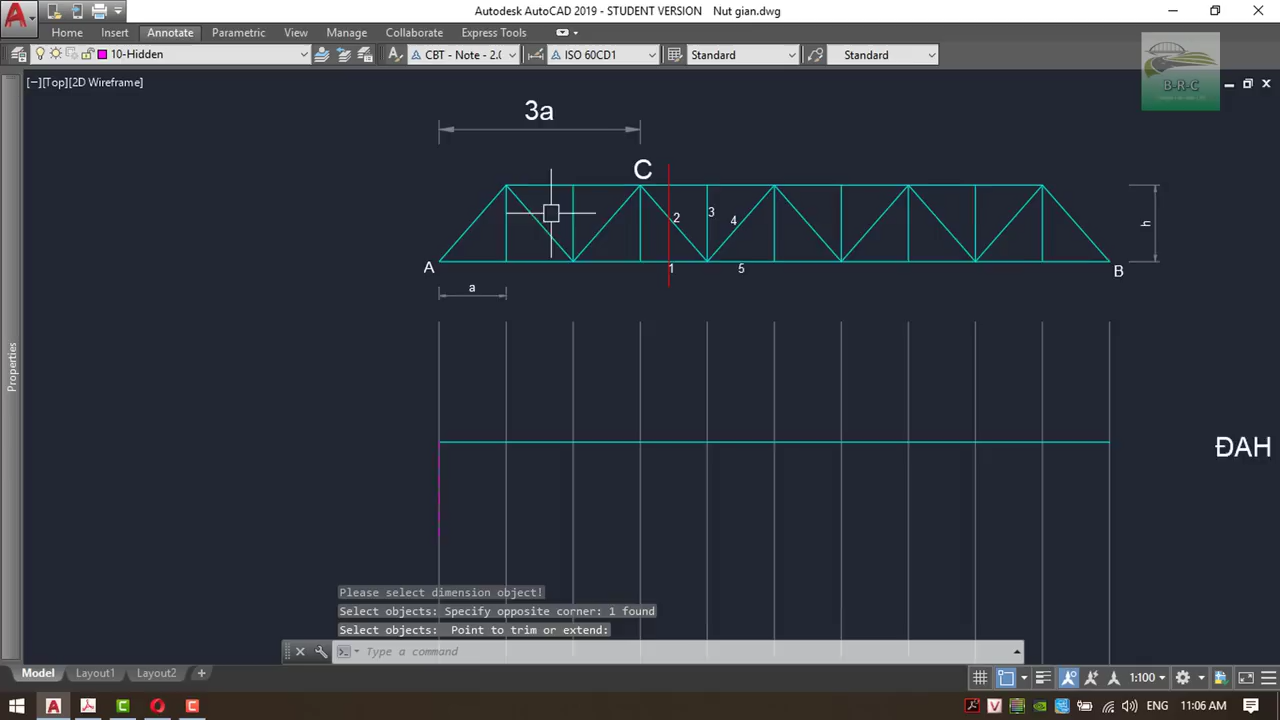 Autodesk AutoCAD 2019 - STUDENT VERSION Nut gian.dwg
Home Insert Annotate Parametric View Manage Collaborate Express Tools
10-Hidden CBT - Note - 2.0 ISO 60CD1 Standard Standard
[−][Top][2D Wireframe]
B-R-C
3a
C
2 3 4
h
A 1 5 B
a
ĐAH
Please select dimension object!
Select objects: Specify opposite corner: 1 found
Select objects: Point to trim or extend:
Type a command
Properties
Model Layout1 Layout2 +
1:100
ENG 11:06 AM